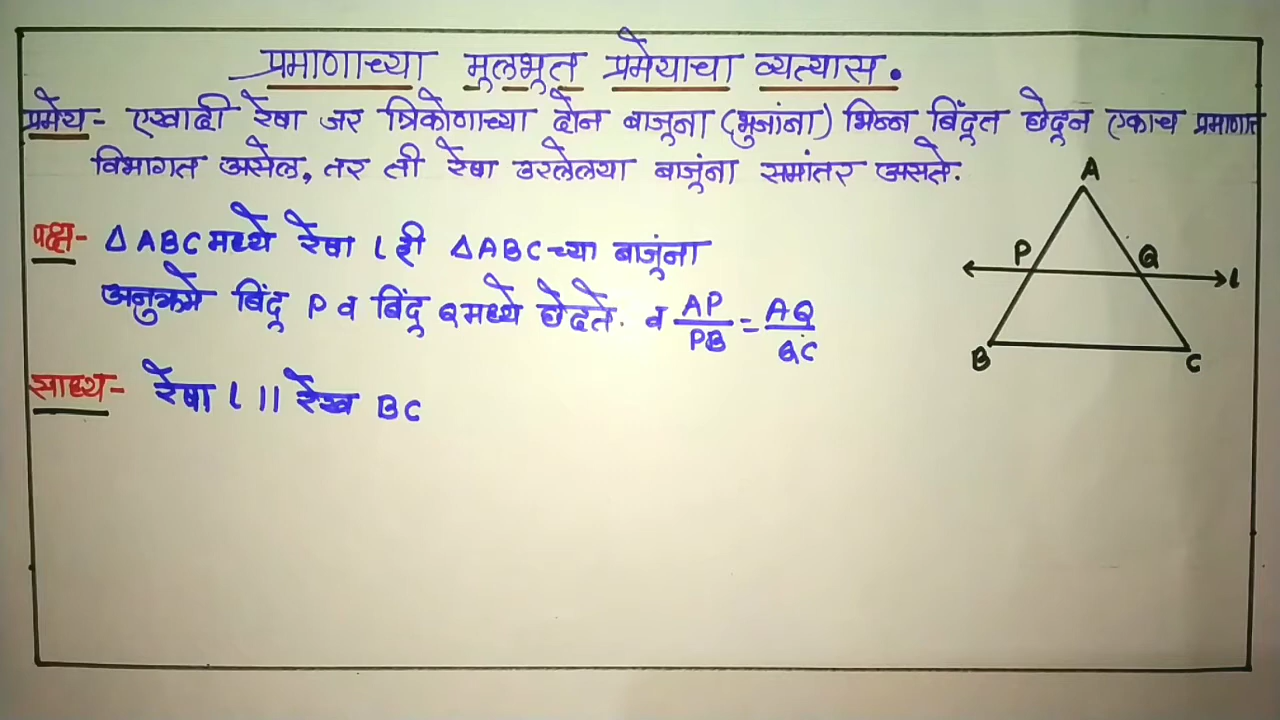 प्रमाणाच्या मुलभुत प्रमेयाचा व्यत्यास.
प्रमेय- एखादी रेषा जर त्रिकोणाच्या दोन बाजूना (भुजांना) भिन्न बिंदूत छेदून एकाच प्रमाणात
विभागत असेल, तर ती रेषा उरलेलया बाजूंना समांतर असते.
पक्ष- △ABC मध्ये रेषा l ही △ABC च्या बाजूंना
अनुक्रमे बिंदू P व बिंदू Q मध्ये छेदते. व AP/PB = AQ/QC
साध्य- रेषा l || रेख BC
A
P Q l
B C